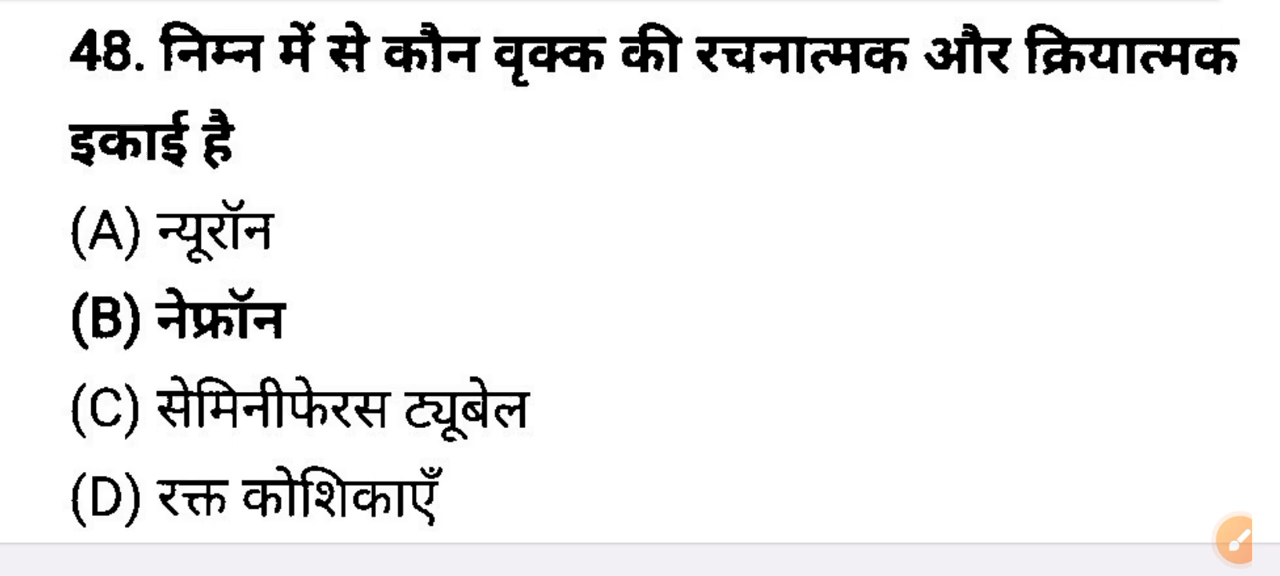 48. निम्न में से कौन वृक्क की रचनात्मक और क्रियात्मक
इकाई है
(A) न्यूरॉन
(B) नेफ्रॉन
(C) सेमिनीफेरस ट्यूबेल
(D) रक्त कोशिकाएँ